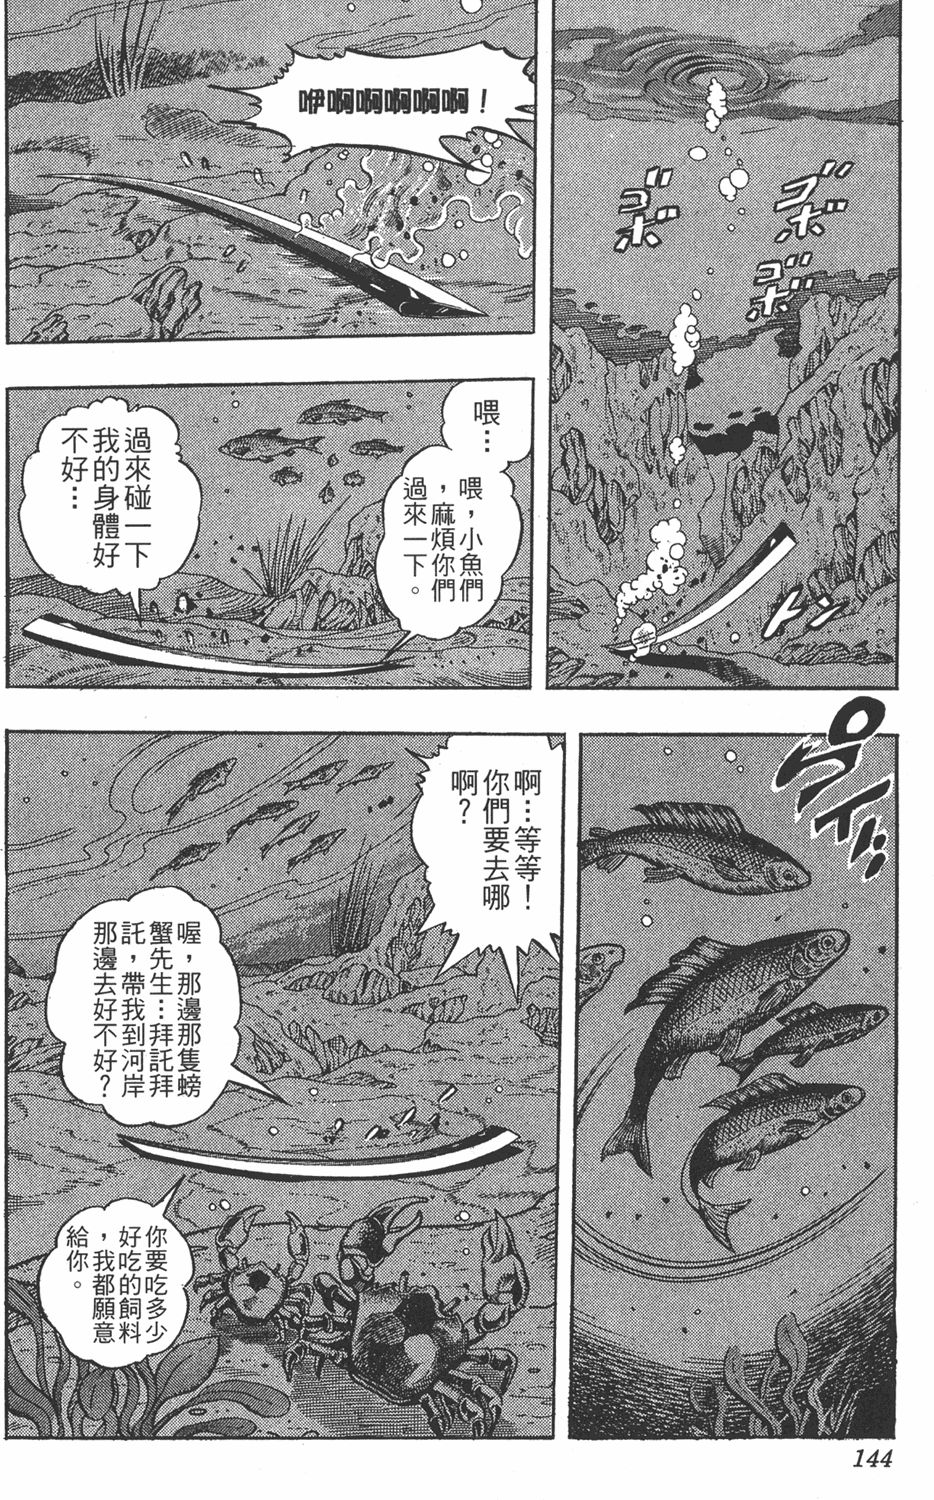 ゴボ
ゴボ
ゴボ
トン
咿啊啊啊啊啊！
喂…
喂，小魚們
，麻煩你們
過來一下。
過來碰一下
我的身體好
不好…
プイ！
啊…等等！
你們要去哪
啊？
喔，那邊那隻螃
蟹先生…拜託拜
託，帶我到河岸
那邊去好不好？
你要吃多少
好吃的飼料
，我都願意
給你。
144